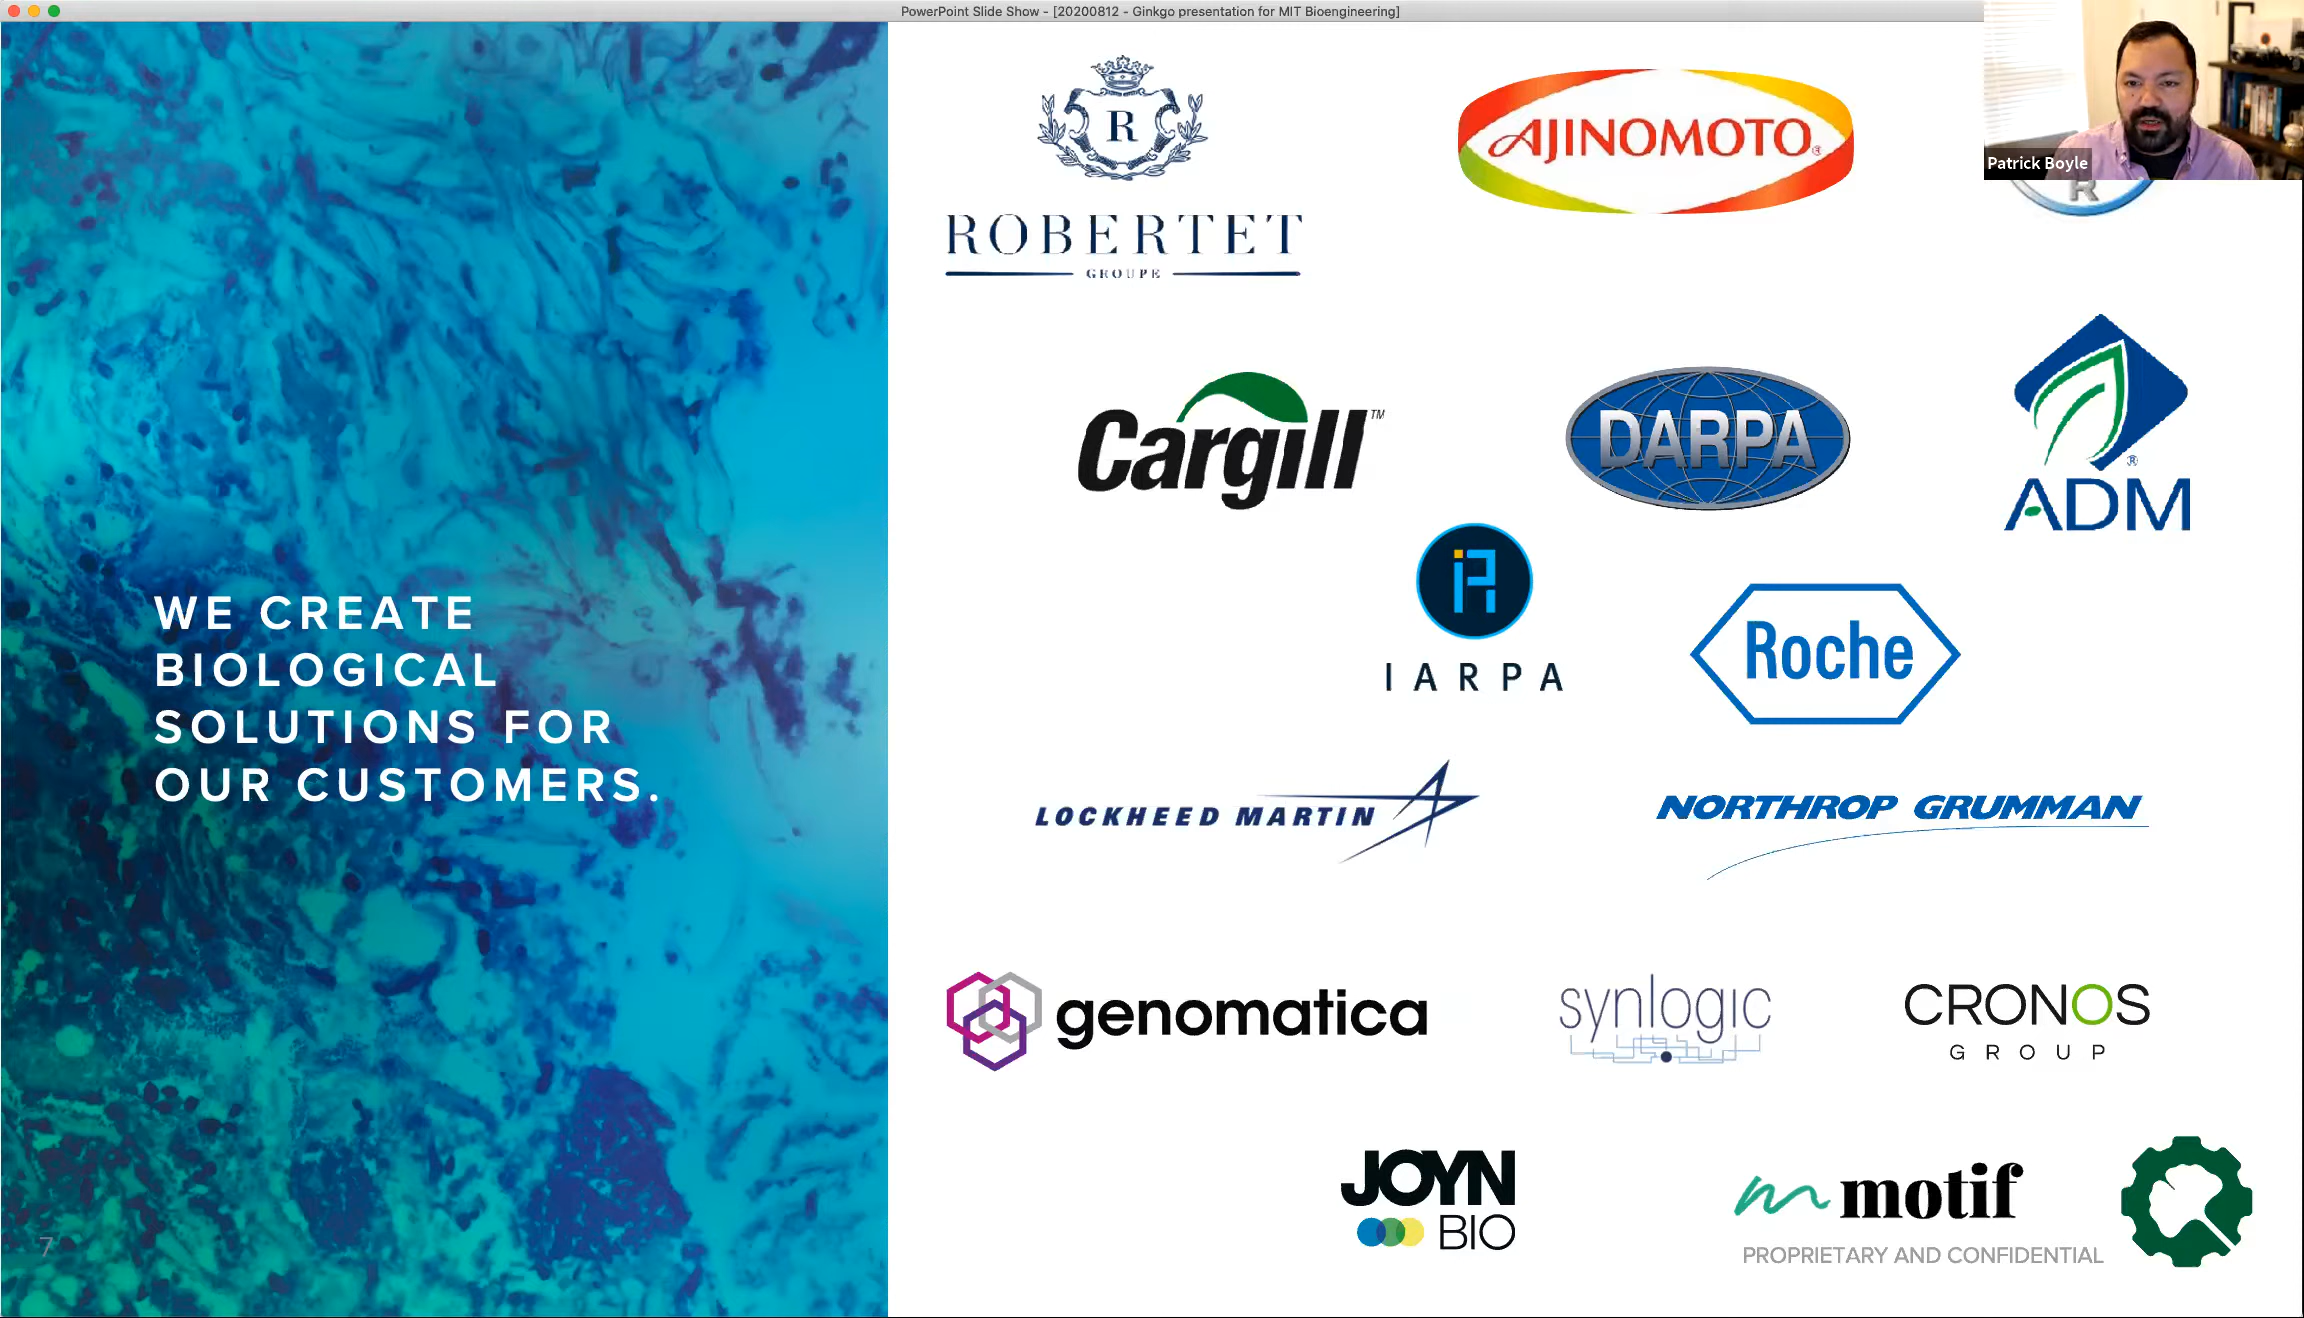 PowerPoint Slide Show - [20200812 - Ginkgo presentation for MIT Bioengineering]
Patrick Boyle
R
R
ROBERTET
GROUPE
AJINOMOTO®
Cargill™
DARPA
®
ADM
IARPA
Roche
WE CREATE
BIOLOGICAL
SOLUTIONS FOR
OUR CUSTOMERS.
LOCKHEED MARTIN
NORTHROP GRUMMAN
genomatica
synlogic
CRONOS
GROUP
JOYN
BIO
m motif
PROPRIETARY AND CONFIDENTIAL
7